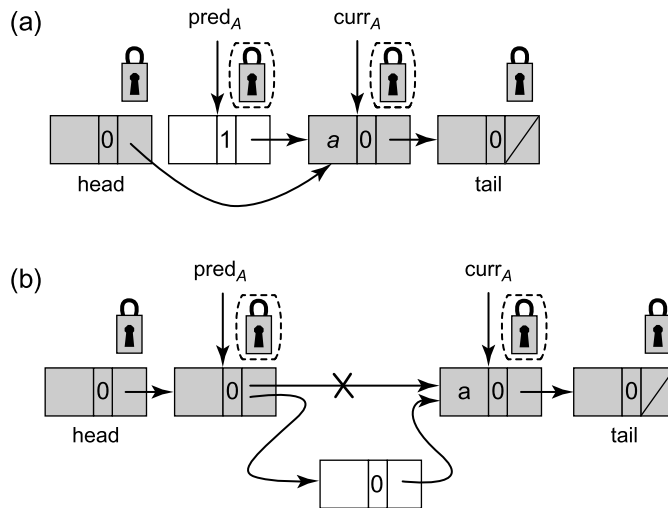 (a)
pred_A curr_A
0 1 a 0 0
head tail
(b)
pred_A curr_A
0 0 a 0 0
head tail
0